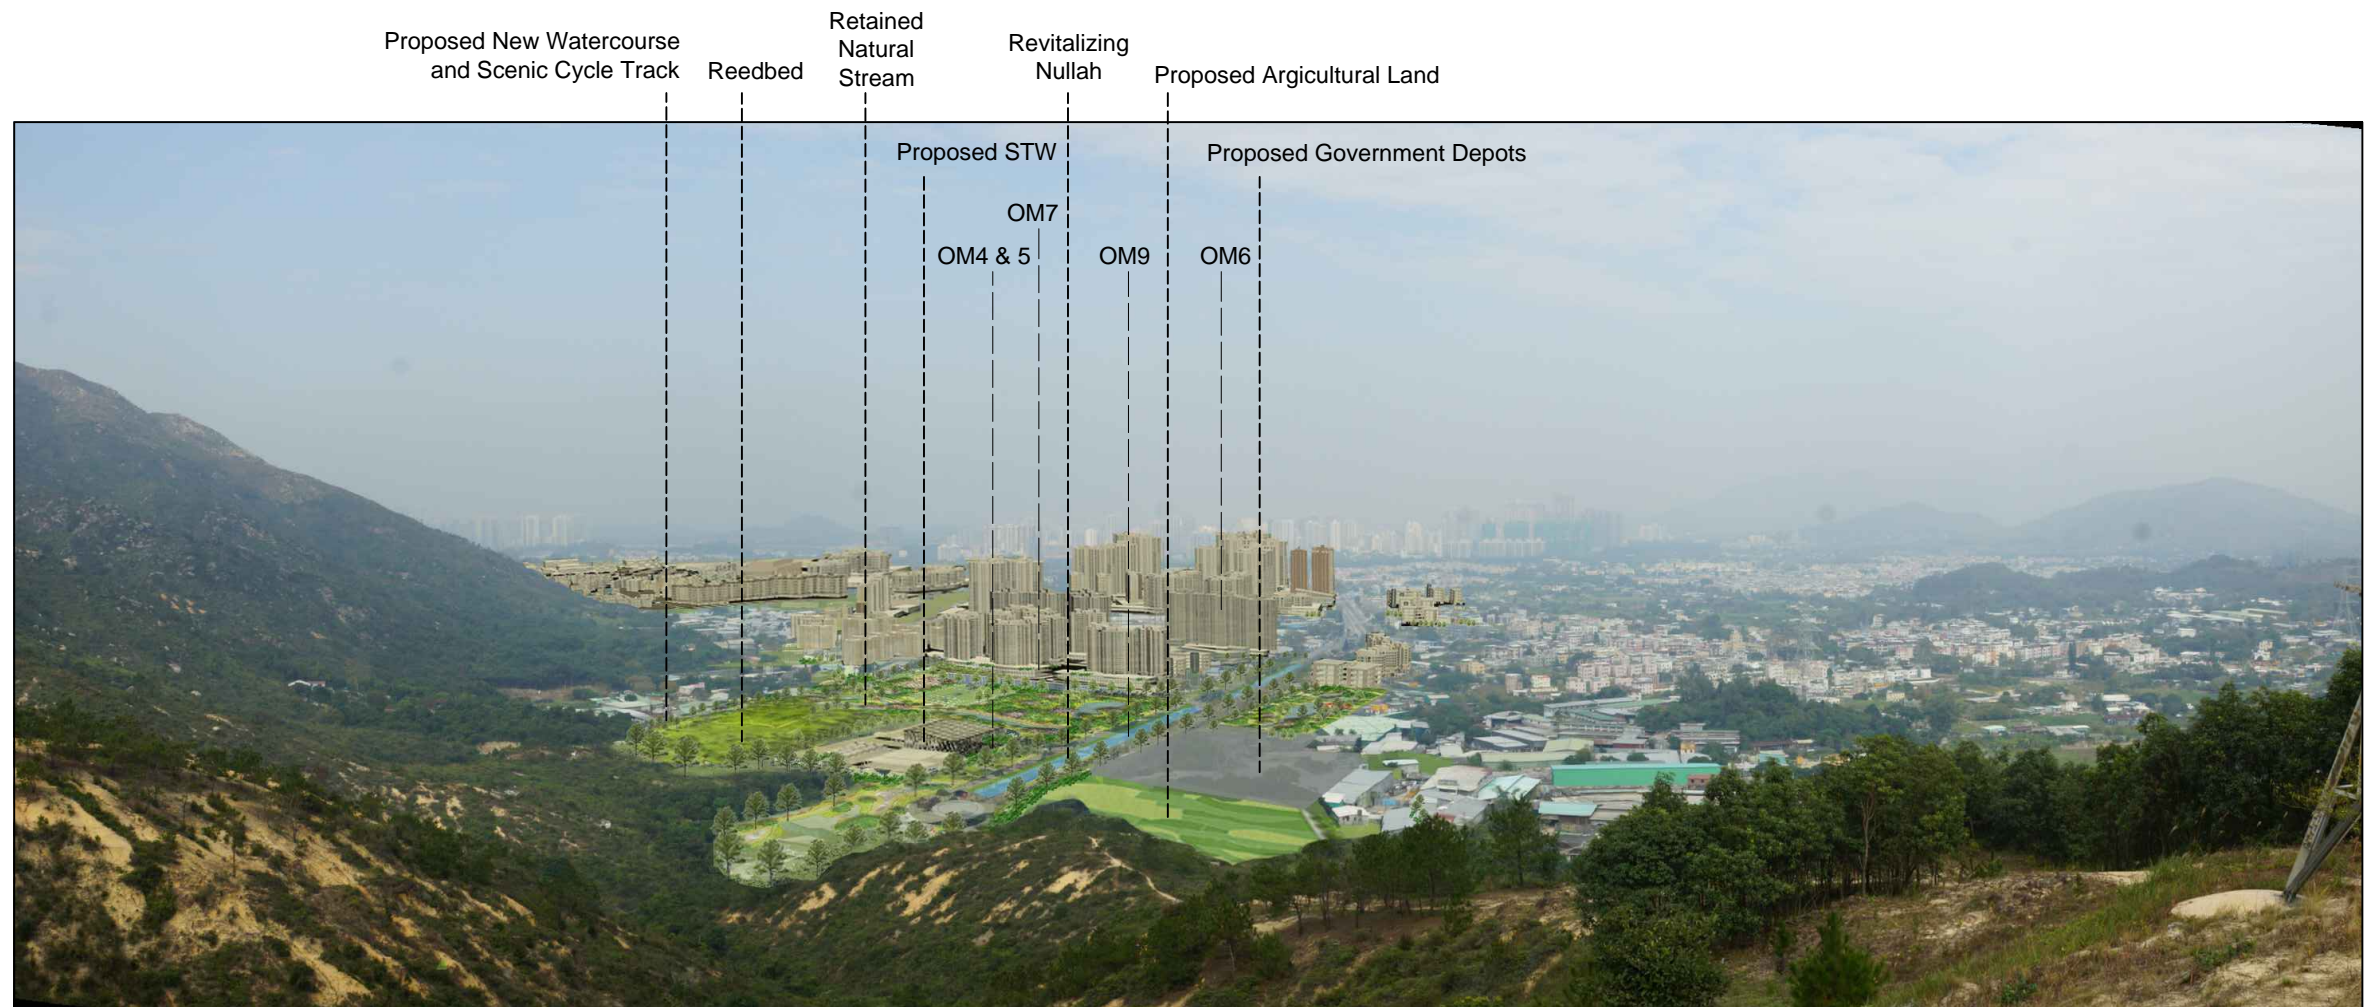 Proposed New Watercourse
and Scenic Cycle Track
Reedbed
Retained
Natural
Stream
Revitalizing
Nullah
Proposed Argicultural Land
Proposed STW
Proposed Government Depots
OM7
OM4 & 5
OM9
OM6